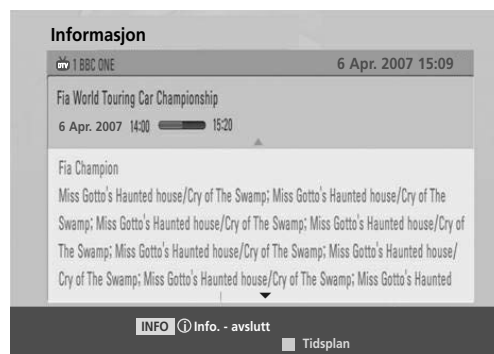 Informasjon
DTV 1 BBC ONE 6 Apr. 2007 15:09
Fia World Touring Car Championship
6 Apr. 2007 14:00 15:20
Fia Champion
Miss Gotto's Haunted house/Cry of The Swamp; Miss Gotto's Haunted house/Cry of The
Swamp; Miss Gotto's Haunted house/Cry of The Swamp; Miss Gotto's Haunted house/Cry of
The Swamp; Miss Gotto's Haunted house/Cry of The Swamp; Miss Gotto's Haunted house/
Cry of The Swamp; Miss Gotto's Haunted house/Cry of The Swamp; Miss Gotto's Haunted
INFO i Info. - avslutt
Tidsplan